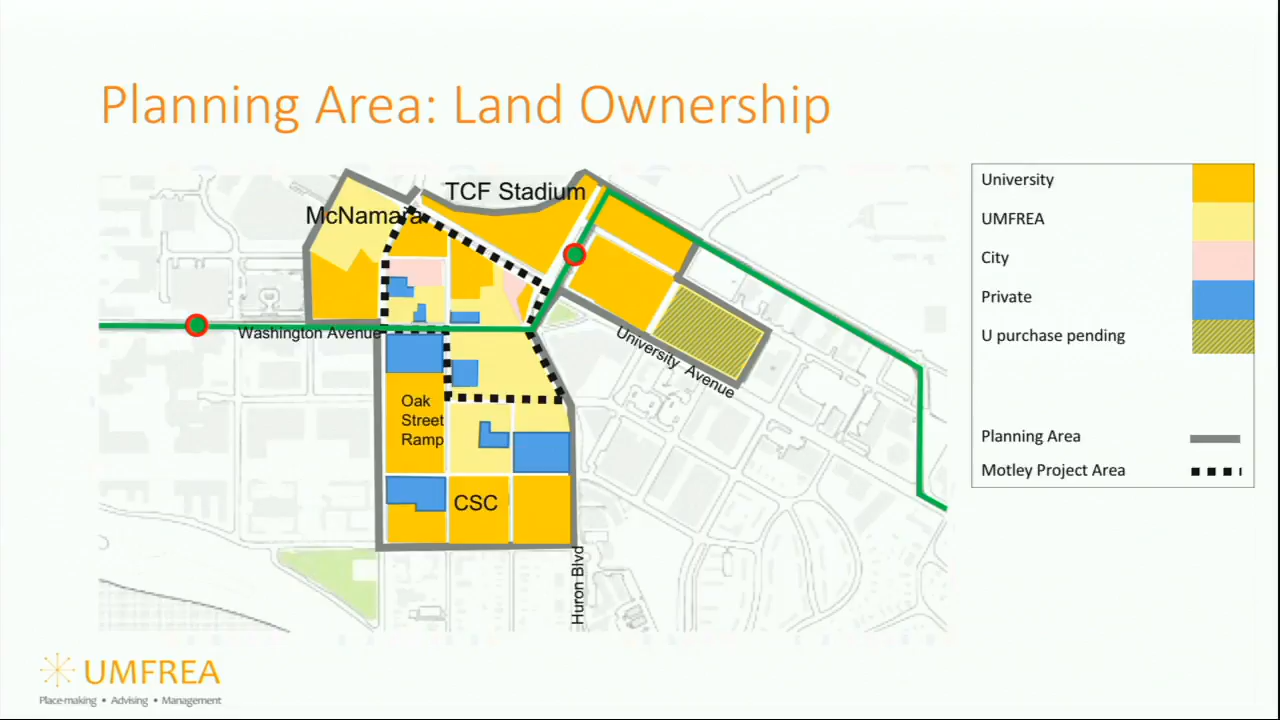 Planning Area: Land Ownership
TCF Stadium
McNamara
Washington Avenue
University Avenue
Oak
Street
Ramp
CSC
Huron Blvd
University
UMFREA
City
Private
U purchase pending
Planning Area
Motley Project Area
UMFREA
Place-making • Advising • Management